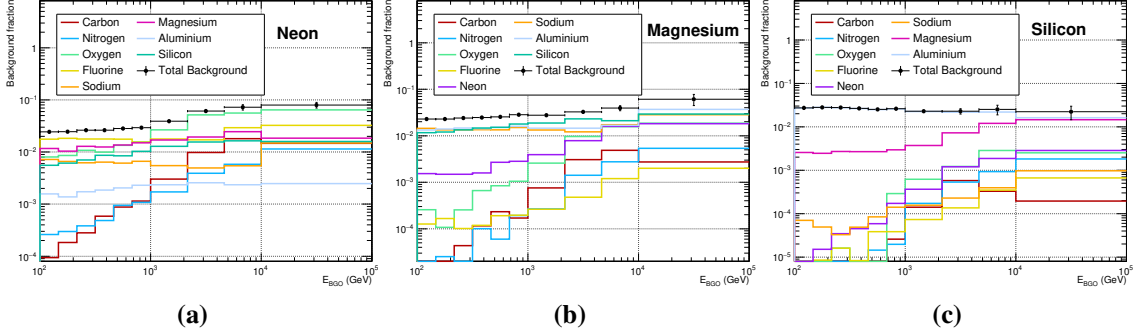 Background fraction
1
10⁻¹
10⁻²
10⁻³
10⁻⁴
Carbon
Nitrogen
Oxygen
Fluorine
Sodium
Magnesium
Aluminium
Silicon
Total Background
Neon
10²
10³
10⁴
10⁵
E_BGO (GeV)
(a)
Background fraction
1
10⁻¹
10⁻²
10⁻³
10⁻⁴
Carbon
Nitrogen
Oxygen
Fluorine
Neon
Sodium
Aluminium
Silicon
Total Background
Magnesium
10²
10³
10⁴
10⁵
E_BGO (GeV)
(b)
Background fraction
1
10⁻¹
10⁻²
10⁻³
10⁻⁴
10⁻⁵
Carbon
Nitrogen
Oxygen
Fluorine
Neon
Sodium
Magnesium
Aluminium
Total Background
Silicon
10²
10³
10⁴
10⁵
E_BGO (GeV)
(c)